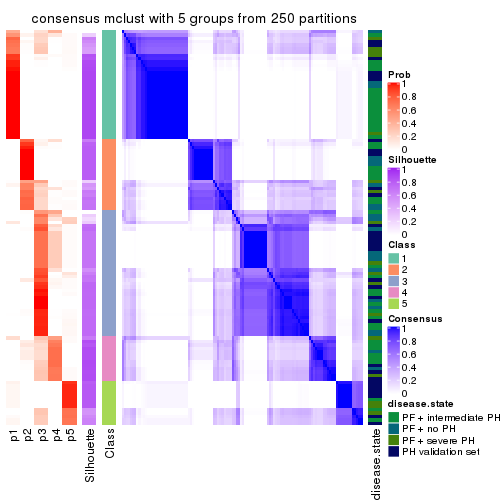 consensus mclust with 5 groups from 250 partitions
Prob
1
0.8
0.6
0.4
0.2
0
Silhouette
1
0.8
0.6
0.4
0.2
0
Class
1
2
3
4
5
Consensus
1
0.8
0.6
0.4
0.2
0
disease.state
PF + intermediate PH
PF + no PH
PF + severe PH
PH validation set
p1
p2
p3
p4
p5
Silhouette
Class
disease.state